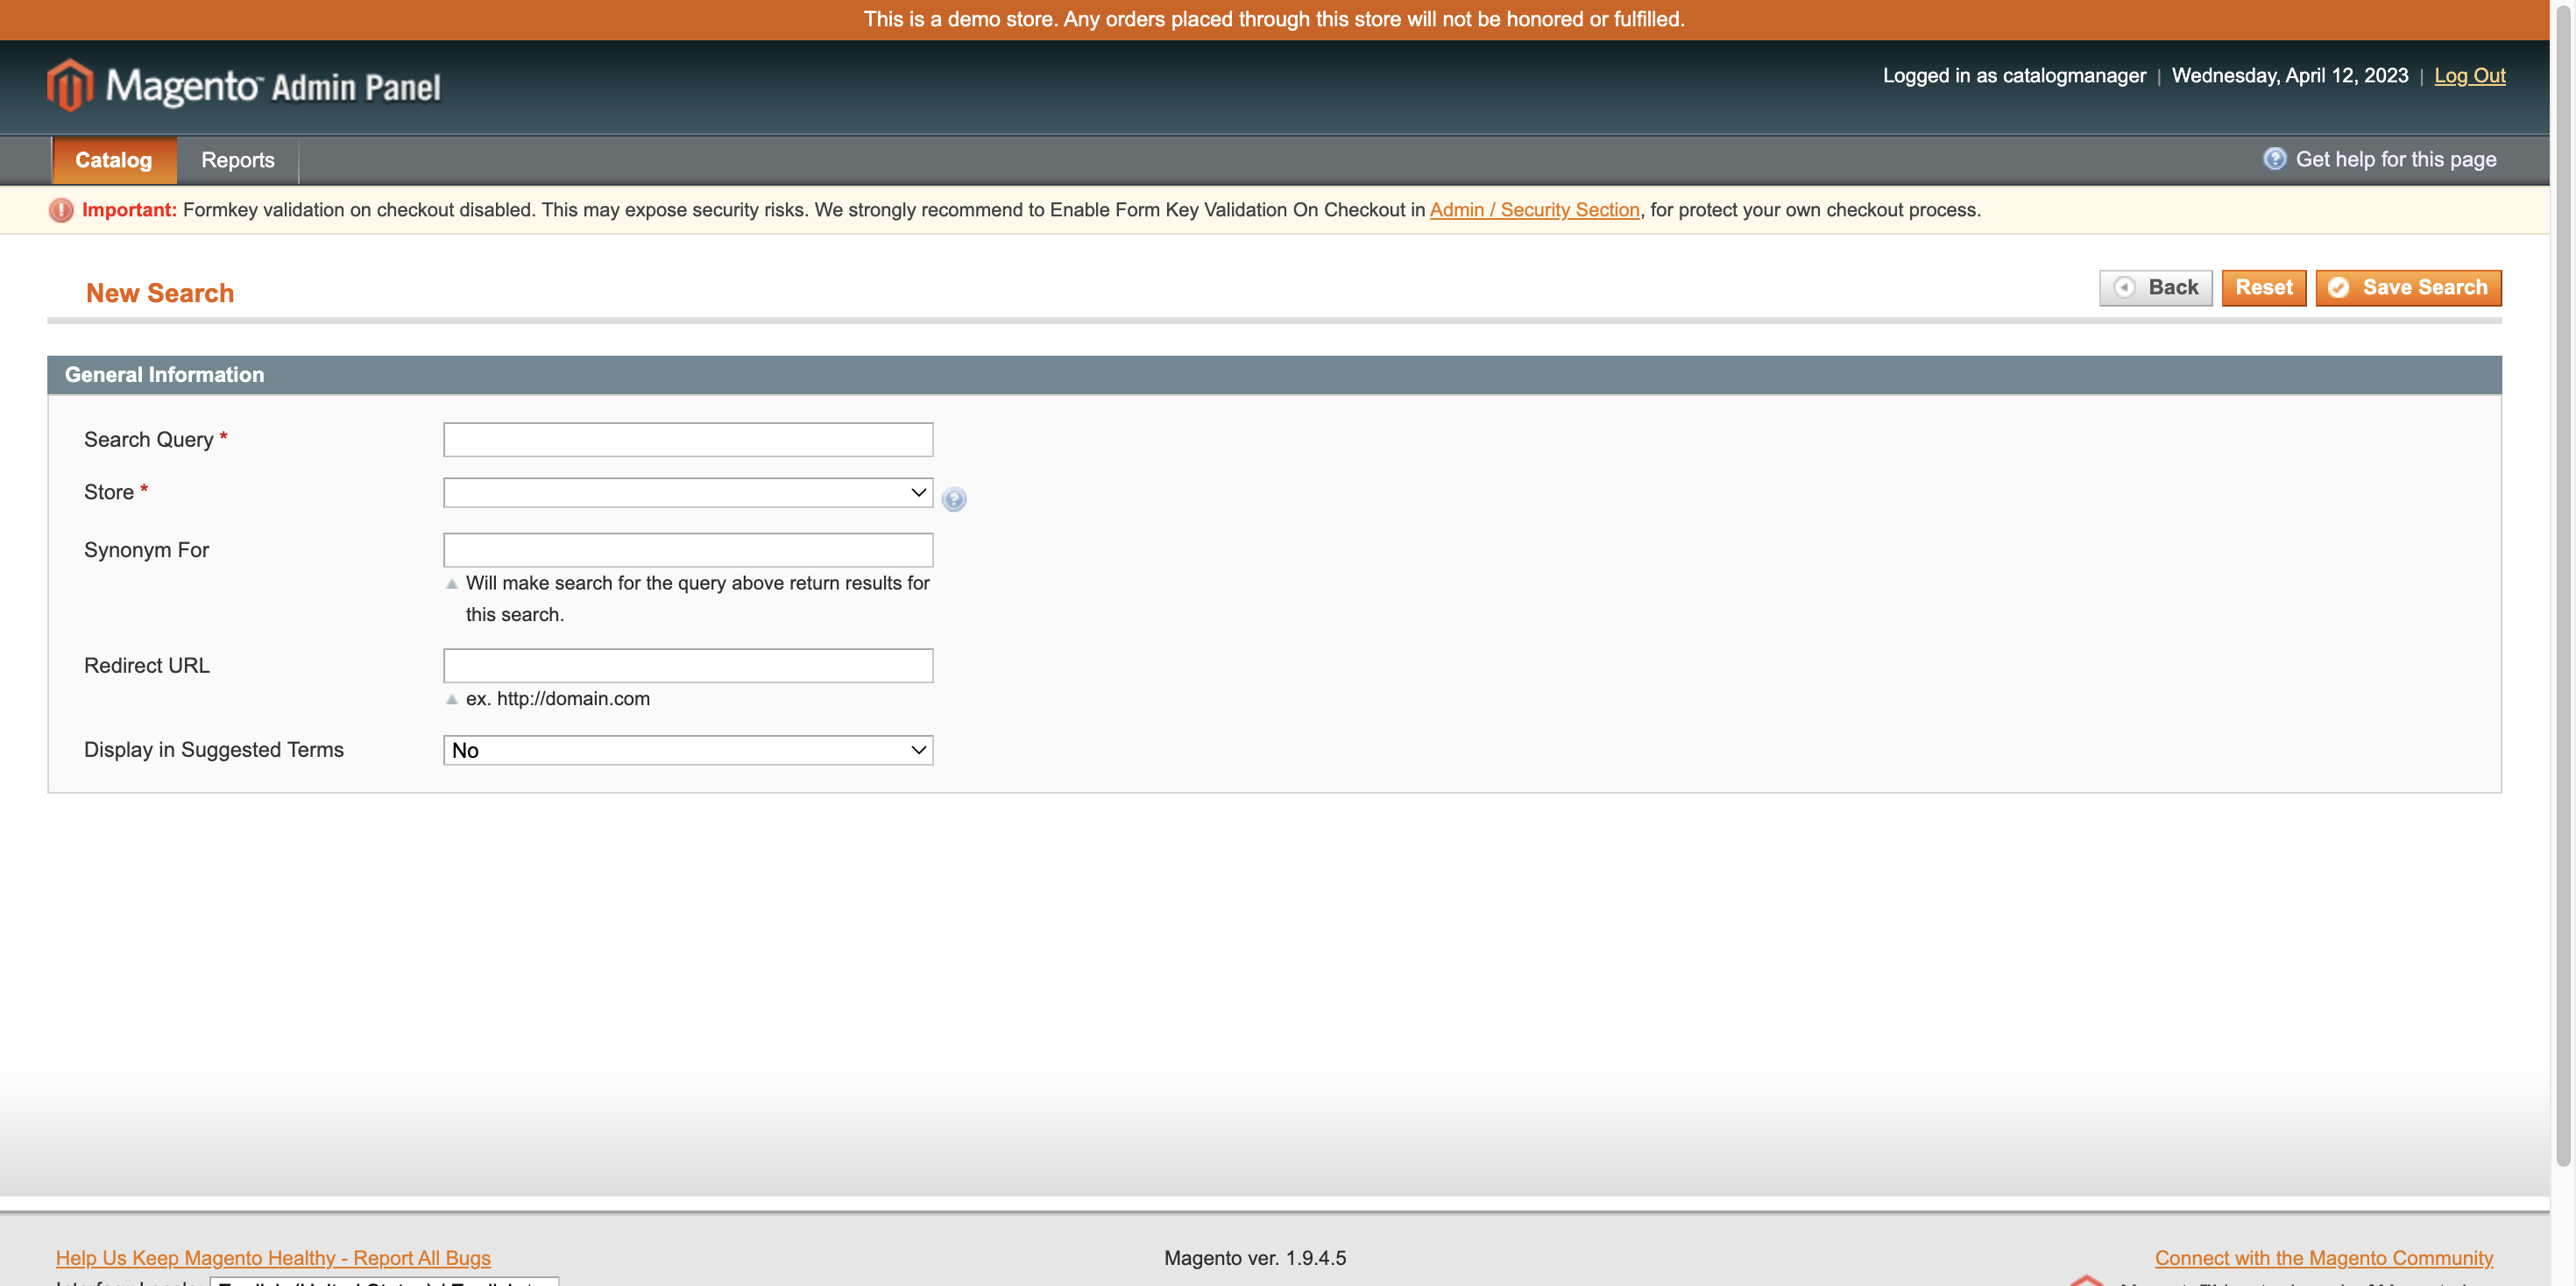 This is a demo store. Any orders placed through this store will not be honored or fulfilled.
Magento™ Admin Panel
Logged in as catalogmanager | Wednesday, April 12, 2023 | Log Out
Catalog Reports Get help for this page
Important: Formkey validation on checkout disabled. This may expose security risks. We strongly recommend to Enable Form Key Validation On Checkout in Admin / Security Section, for protect your own checkout process.
New Search Back Reset Save Search
General Information
Search Query *
Store *
Synonym For
Will make search for the query above return results for
this search.
Redirect URL
ex. http://domain.com
Display in Suggested Terms No
Help Us Keep Magento Healthy - Report All Bugs Magento ver. 1.9.4.5 Connect with the Magento Community